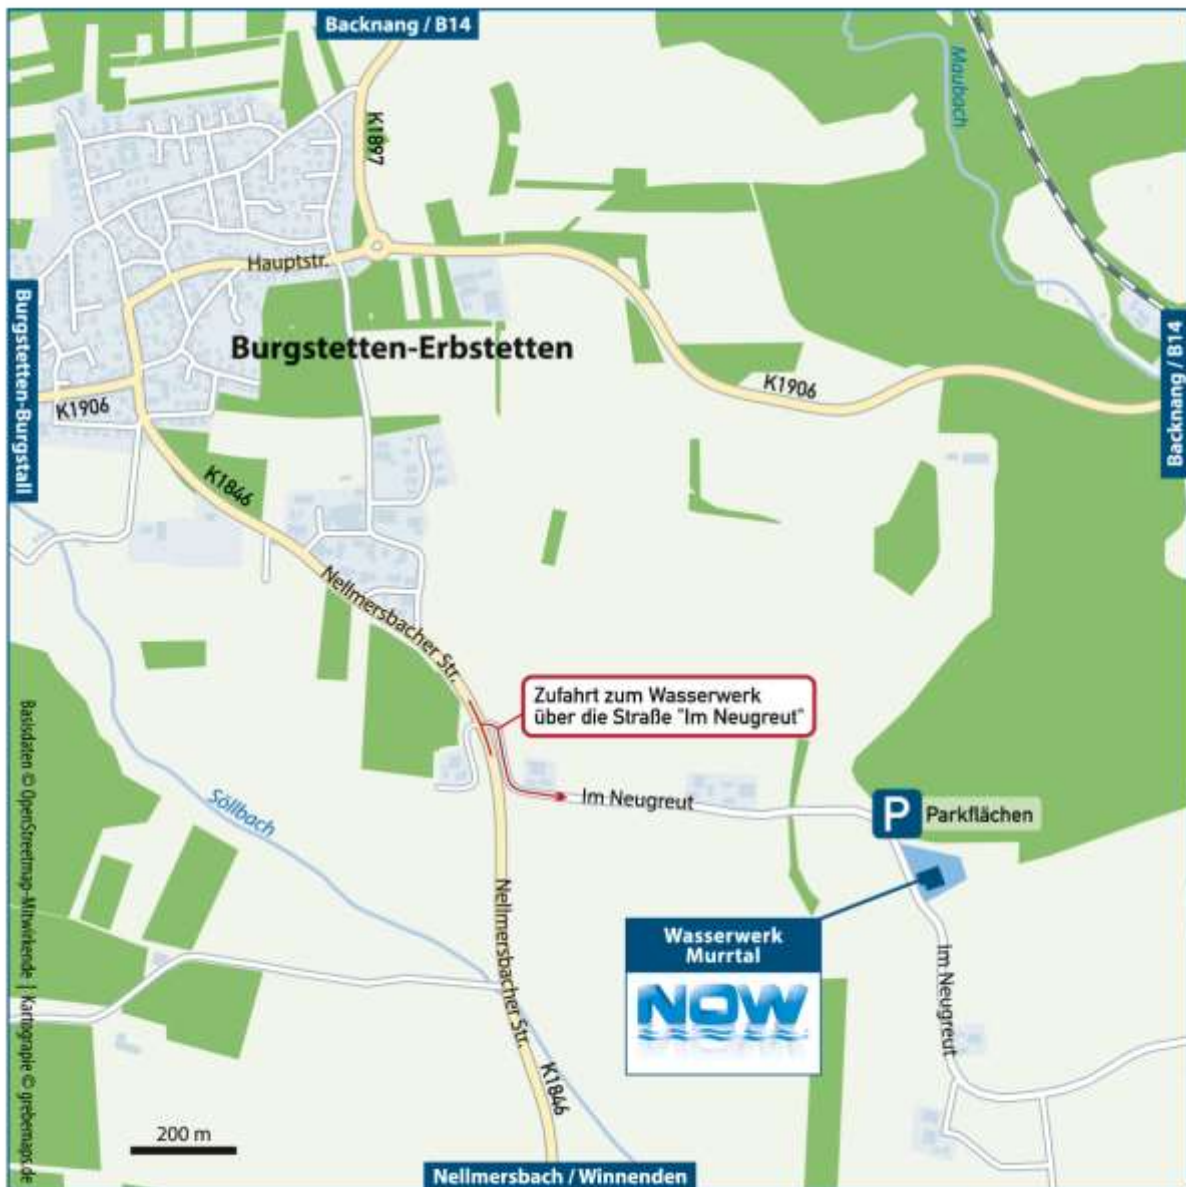 Backnang / B14
Maubach
K1897
Hauptstr.
Burgstetten-Burgstall
Burgstetten-Erbstetten
Backnang / B14
K1906
K1906
K1846
Nellmersbacher Str.
Zufahrt zum Wasserwerk
über die Straße "Im Neugreut"
Söllbach
Im Neugreut
P
Parkflächen
Nellmersbacher Str.
Wasserwerk
Murrtal
NOW
Im Neugreut
K1846
200 m
Nellmersbach / Winnenden
Basisdaten © OpenStreetmap-Mitwirkende | Kartograpie © grebemaps.de